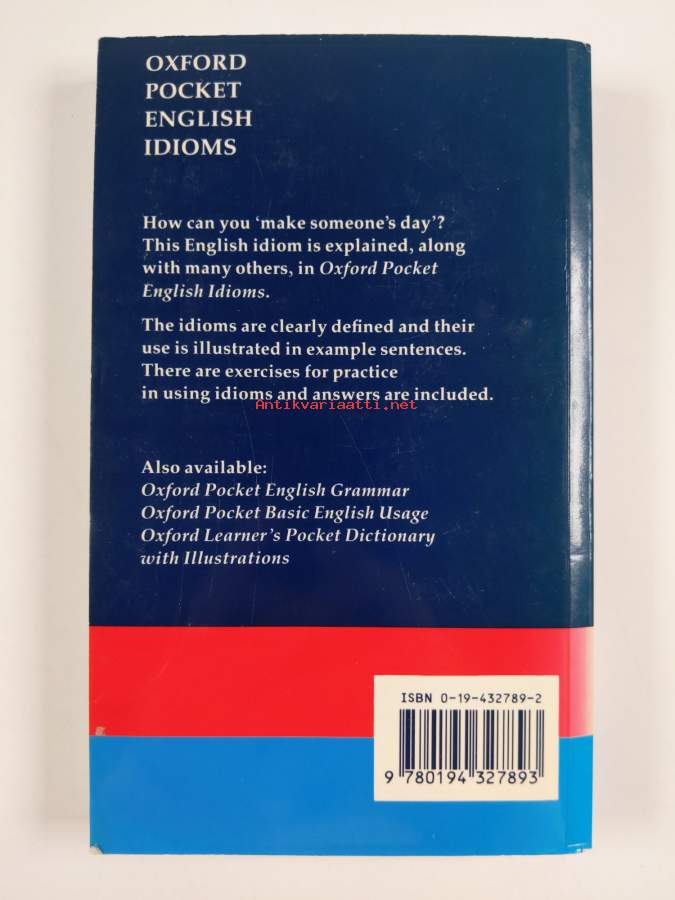 OXFORD
POCKET
ENGLISH
IDIOMS
How can you ‘make someone’s day’?
This English idiom is explained, along
with many others, in Oxford Pocket
English Idioms.
The idioms are clearly defined and their
use is illustrated in example sentences.
There are exercises for practice
in using idioms and answers are included.
Antikvariaatti.net
Also available:
Oxford Pocket English Grammar
Oxford Pocket Basic English Usage
Oxford Learner’s Pocket Dictionary
with Illustrations
ISBN 0-19-432789-2
9 780194 327893